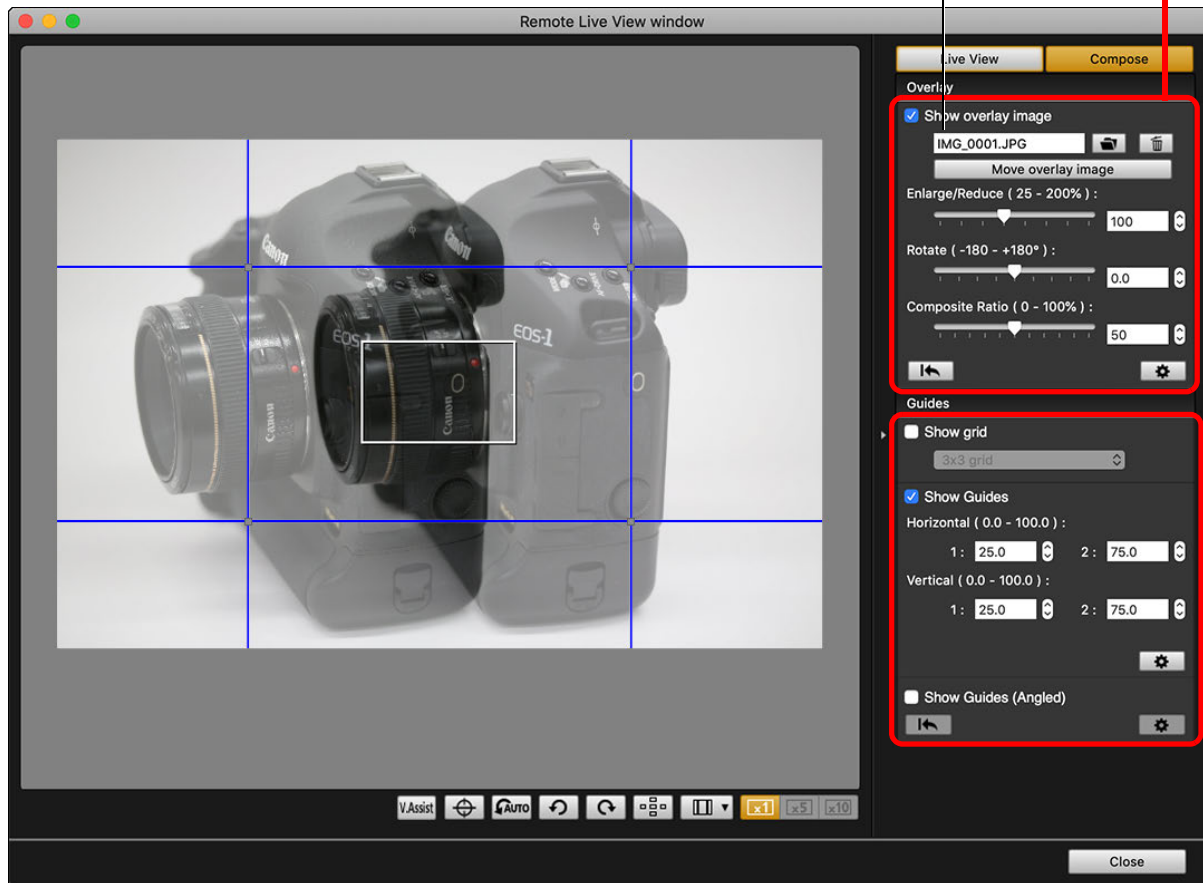 Remote Live View window
Live View
Compose
Overlay
Show overlay image
IMG_0001.JPG
Move overlay image
Enlarge/Reduce ( 25 - 200% ) :
100
Rotate ( -180 - +180° ) :
0.0
Composite Ratio ( 0 - 100% ) :
50
Guides
Show grid
3x3 grid
Show Guides
Horizontal ( 0.0 - 100.0 ) :
1 : 25.0 2 : 75.0
Vertical ( 0.0 - 100.0 ) :
1 : 25.0 2 : 75.0
Show Guides (Angled)
Canon
Canon
EOS-1
EOS-1
Canon
Canon
V.Assist
AUTO
x1 x5 x10
Close